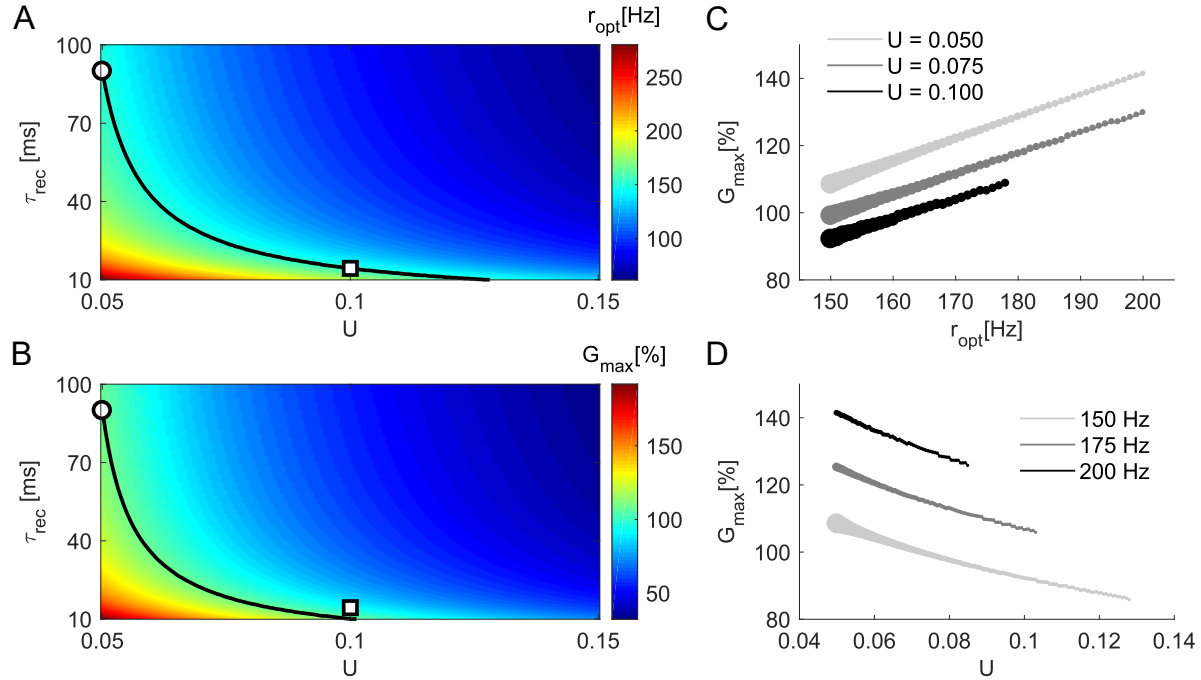 A
r_opt[Hz]
100
70
40
10
τ_rec [ms]
0.05
0.1
0.15
U
250
200
150
100
B
G_max[%]
100
70
40
10
τ_rec [ms]
0.05
0.1
0.15
U
150
100
50
C
U = 0.050
U = 0.075
U = 0.100
140
120
100
80
G_max[%]
150
160
170
180
190
200
r_opt[Hz]
D
150 Hz
175 Hz
200 Hz
140
120
100
80
G_max[%]
0.04
0.06
0.08
0.1
0.12
0.14
U